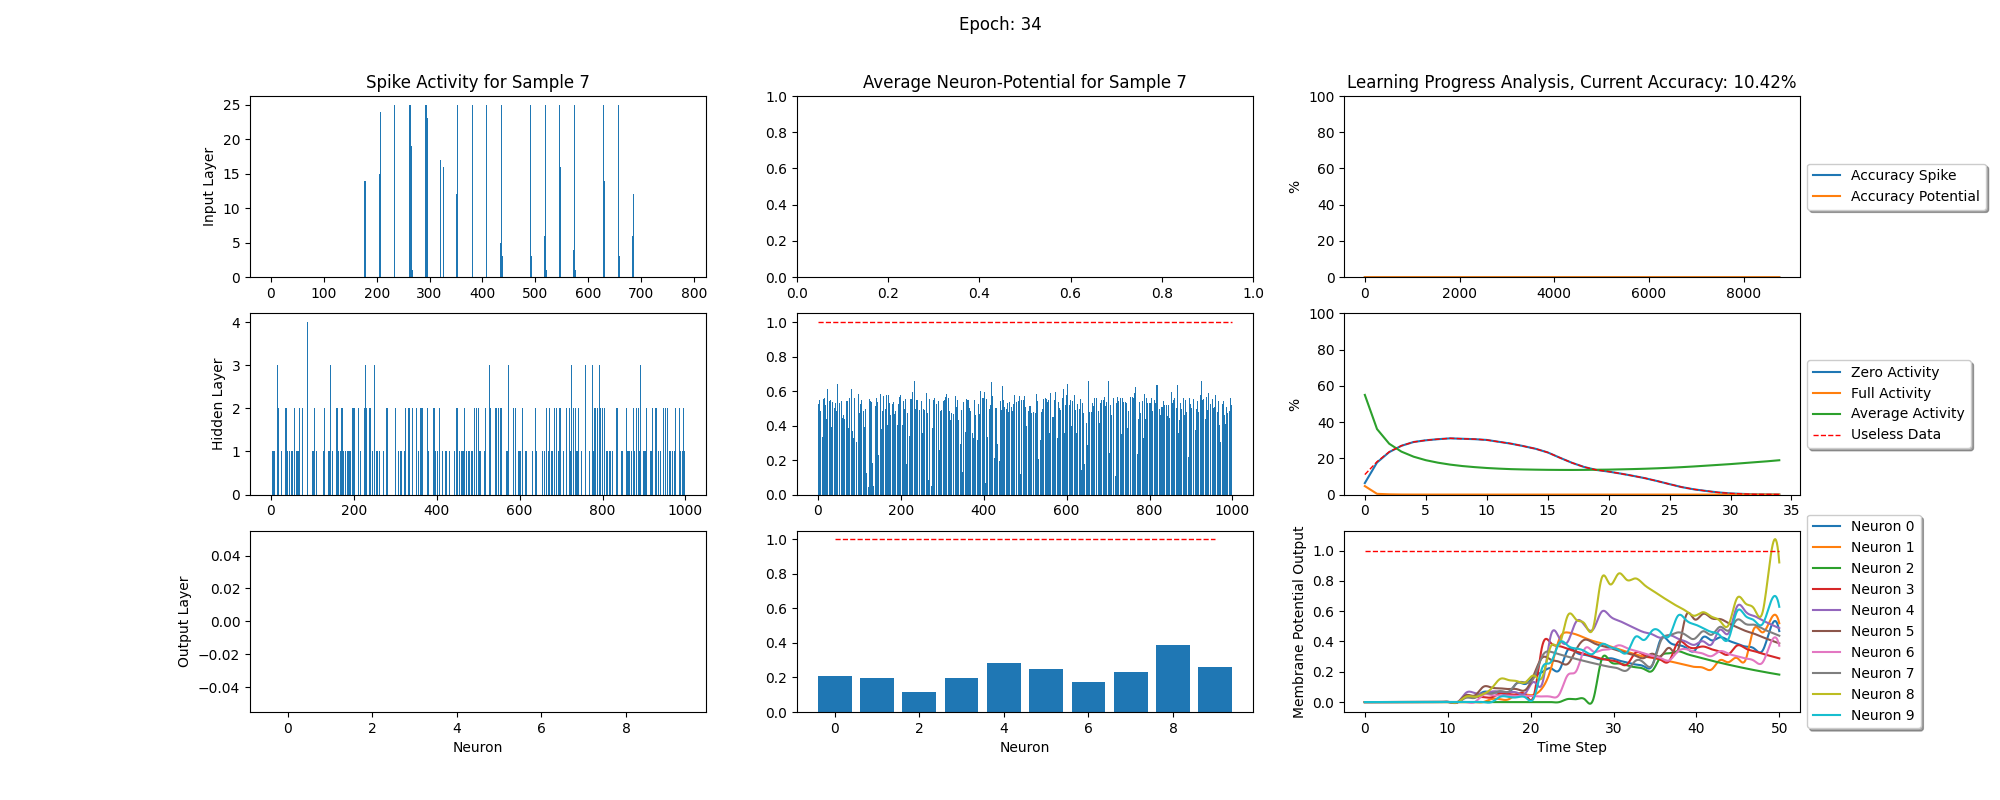 Epoch: 34
Spike Activity for Sample 7
Average Neuron-Potential for Sample 7
Learning Progress Analysis, Current Accuracy: 10.42%
Input Layer
25
20
15
10
5
0
0 100 200 300 400 500 600 700 800
1.0
0.8
0.6
0.4
0.2
0.0
0.0 0.2 0.4 0.6 0.8 1.0
%
100
80
60
40
20
0
0 2000 4000 6000 8000
Accuracy Spike
Accuracy Potential
Hidden Layer
4
3
2
1
0
0 200 400 600 800 1000
1.0
0.8
0.6
0.4
0.2
0.0
0 200 400 600 800 1000
%
100
80
60
40
20
0
0 5 10 15 20 25 30 35
Zero Activity
Full Activity
Average Activity
Useless Data
Output Layer
0.04
0.02
0.00
−0.02
−0.04
0 2 4 6 8
Neuron
1.0
0.8
0.6
0.4
0.2
0.0
0 2 4 6 8
Neuron
Membrane Potential Output
1.0
0.8
0.6
0.4
0.2
0.0
0 10 20 30 40 50
Time Step
Neuron 0
Neuron 1
Neuron 2
Neuron 3
Neuron 4
Neuron 5
Neuron 6
Neuron 7
Neuron 8
Neuron 9